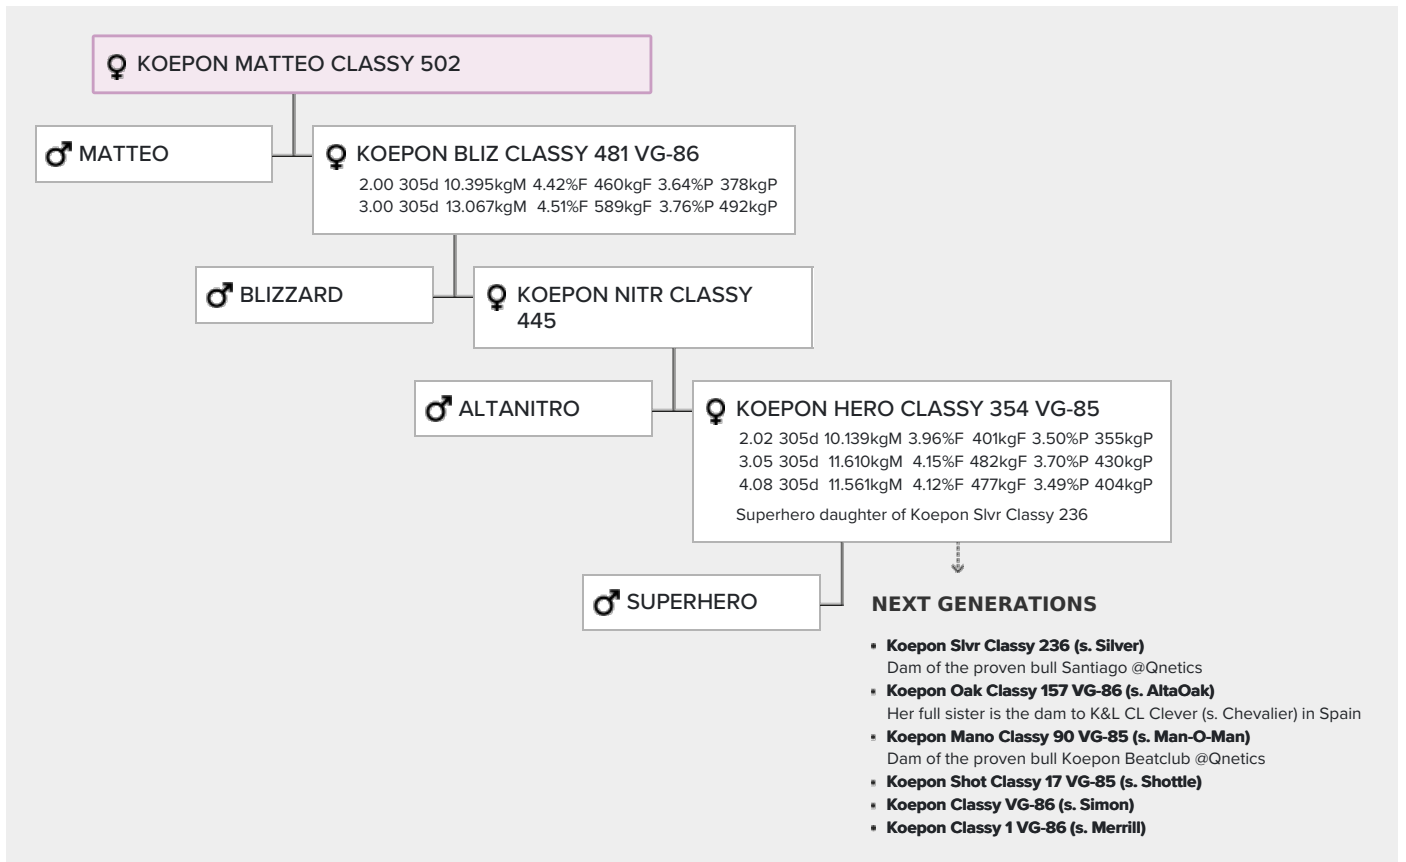 KOEPON MATTEO CLASSY 502
MATTEO
KOEPON BLIZ CLASSY 481 VG-86
2.00 305d 10.395kgM 4.42%F 460kgF 3.64%P 378kgP
3.00 305d 13.067kgM 4.51%F 589kgF 3.76%P 492kgP
BLIZZARD
KOEPON NITR CLASSY
445
ALTANITRO
KOEPON HERO CLASSY 354 VG-85
2.02 305d 10.139kgM 3.96%F 401kgF 3.50%P 355kgP
3.05 305d 11.610kgM 4.15%F 482kgF 3.70%P 430kgP
4.08 305d 11.561kgM 4.12%F 477kgF 3.49%P 404kgP
Superhero daughter of Koepon Slvr Classy 236
SUPERHERO
NEXT GENERATIONS
• Koepon Slvr Classy 236 (s. Silver)
Dam of the proven bull Santiago @Qnetics
• Koepon Oak Classy 157 VG-86 (s. AltaOak)
Her full sister is the dam to K&L CL Clever (s. Chevalier) in Spain
• Koepon Mano Classy 90 VG-85 (s. Man-O-Man)
Dam of the proven bull Koepon Beatclub @Qnetics
• Koepon Shot Classy 17 VG-85 (s. Shottle)
• Koepon Classy VG-86 (s. Simon)
• Koepon Classy 1 VG-86 (s. Merrill)